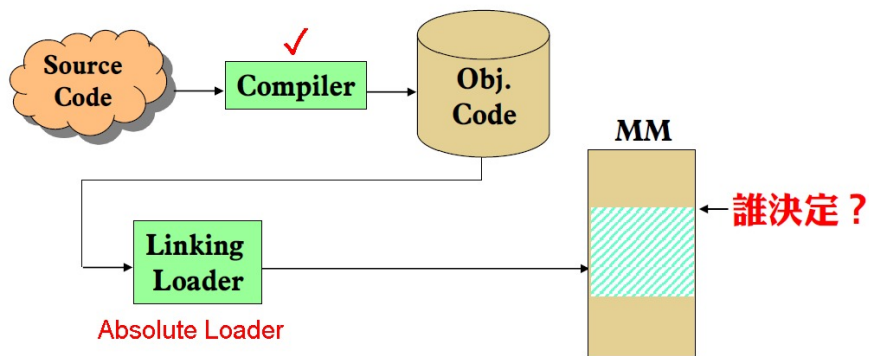 ✓
Source
Code
Compiler
Obj.
Code
MM
誰決定？
Linking
Loader
Absolute Loader